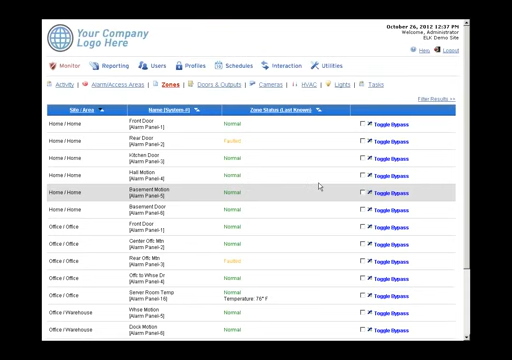 Your Company
Logo Here
October 26, 2012 12:37 PM
Welcome, Administrator
ELK Demo Site
Help Logout
Monitor Reporting Users Profiles Schedules Interaction Utilities
Activity Alarm/Access Areas Zones Doors & Outputs Cameras HVAC Lights Tasks
Filter Results >>
Site / Area Name (System-#) Zone Status (Last Known)
Home / Home Front Door Normal Toggle Bypass
[Alarm Panel-1]
Home / Home Rear Door Faulted Toggle Bypass
[Alarm Panel-2]
Home / Home Kitchen Door Normal Toggle Bypass
[Alarm Panel-3]
Home / Home Hall Motion Normal Toggle Bypass
[Alarm Panel-4]
Home / Home Basement Motion Normal Toggle Bypass
[Alarm Panel-5]
Home / Home Basement Door Normal Toggle Bypass
[Alarm Panel-6]
Office / Office Front Door Normal Toggle Bypass
[Alarm Panel-1]
Office / Office Center Offc Mtn Normal Toggle Bypass
[Alarm Panel-2]
Office / Office Rear Offc Mtn Faulted Toggle Bypass
[Alarm Panel-3]
Office / Office Offc to Whse Dr Normal Toggle Bypass
[Alarm Panel-4]
Office / Office Server Room Temp Normal Toggle Bypass
[Alarm Panel-16] Temperature: 76° F
Office / Warehouse Whse Motion Normal Toggle Bypass
[Alarm Panel-5]
Office / Warehouse Dock Motion Normal Toggle Bypass
[Alarm Panel-6]